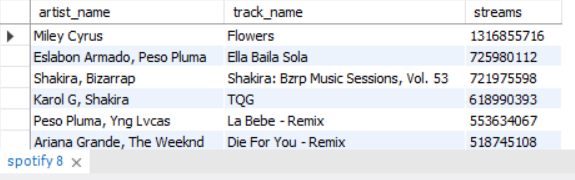 artist_name track_name streams
Miley Cyrus Flowers 1316855716
Eslabon Armado, Peso Pluma Ella Baila Sola 725980112
Shakira, Bizarrap Shakira: Bzrp Music Sessions, Vol. 53 721975598
Karol G, Shakira TQG 618990393
Peso Pluma, Yng Lvcas La Bebe - Remix 553634067
Ariana Grande, The Weeknd Die For You - Remix 518745108
spotify 8